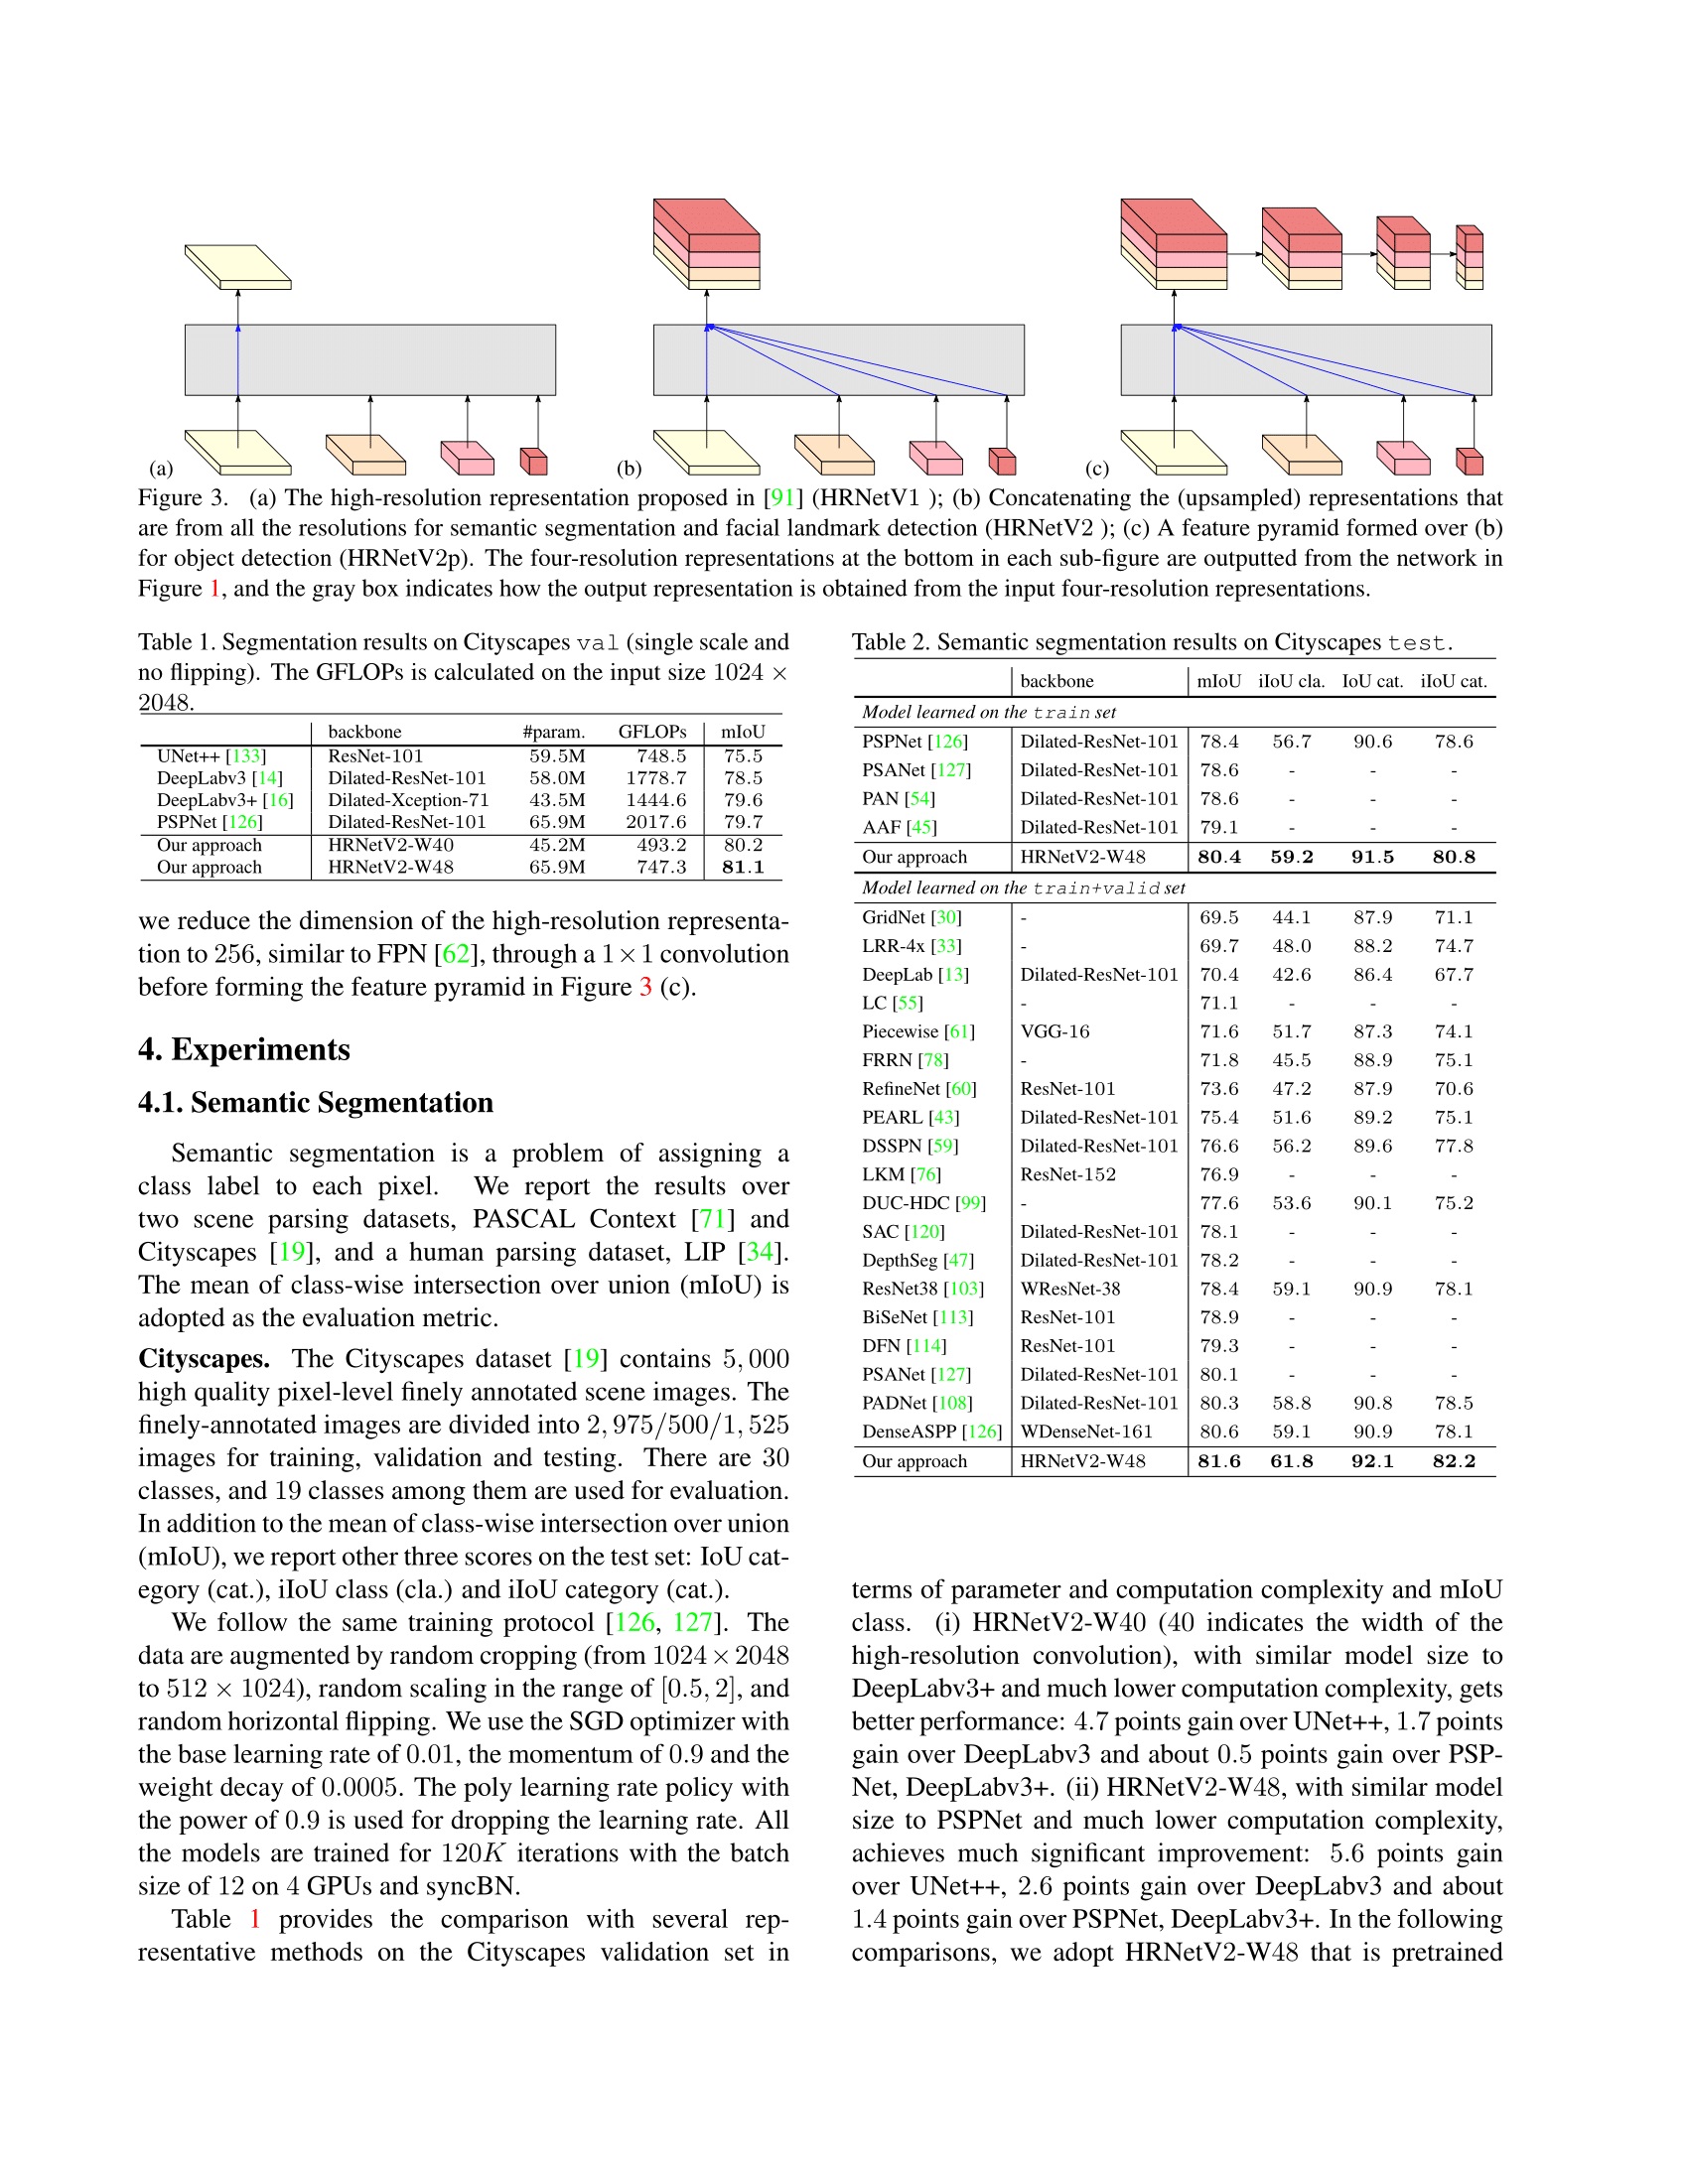 (a)
(b)
(c)
Figure 3. (a) The high-resolution representation proposed in [91] (HRNetV1 ); (b) Concatenating the (upsampled) representations that
are from all the resolutions for semantic segmentation and facial landmark detection (HRNetV2 ); (c) A feature pyramid formed over (b)
for object detection (HRNetV2p). The four-resolution representations at the bottom in each sub-figure are outputted from the network in
Figure 1, and the gray box indicates how the output representation is obtained from the input four-resolution representations.
Table 1. Segmentation results on Cityscapes val (single scale and
no flipping). The GFLOPs is calculated on the input size 1024 ×
2048.
backbone #param. GFLOPs mIoU
UNet++ [133] ResNet-101 59.5M 748.5 75.5
DeepLabv3 [14] Dilated-ResNet-101 58.0M 1778.7 78.5
DeepLabv3+ [16] Dilated-Xception-71 43.5M 1444.6 79.6
PSPNet [126] Dilated-ResNet-101 65.9M 2017.6 79.7
Our approach HRNetV2-W40 45.2M 493.2 80.2
Our approach HRNetV2-W48 65.9M 747.3 81.1
we reduce the dimension of the high-resolution representa-
tion to 256, similar to FPN [62], through a 1 × 1 convolution
before forming the feature pyramid in Figure 3 (c).
4. Experiments
4.1. Semantic Segmentation
Semantic segmentation is a problem of assigning a
class label to each pixel. We report the results over
two scene parsing datasets, PASCAL Context [71] and
Cityscapes [19], and a human parsing dataset, LIP [34].
The mean of class-wise intersection over union (mIoU) is
adopted as the evaluation metric.
Cityscapes. The Cityscapes dataset [19] contains 5, 000
high quality pixel-level finely annotated scene images. The
finely-annotated images are divided into 2, 975/500/1, 525
images for training, validation and testing. There are 30
classes, and 19 classes among them are used for evaluation.
In addition to the mean of class-wise intersection over union
(mIoU), we report other three scores on the test set: IoU cat-
egory (cat.), iIoU class (cla.) and iIoU category (cat.).
We follow the same training protocol [126, 127]. The
data are augmented by random cropping (from 1024 × 2048
to 512 × 1024), random scaling in the range of [0.5, 2], and
random horizontal flipping. We use the SGD optimizer with
the base learning rate of 0.01, the momentum of 0.9 and the
weight decay of 0.0005. The poly learning rate policy with
the power of 0.9 is used for dropping the learning rate. All
the models are trained for 120K iterations with the batch
size of 12 on 4 GPUs and syncBN.
Table 1 provides the comparison with several rep-
resentative methods on the Cityscapes validation set in
Table 2. Semantic segmentation results on Cityscapes test.
backbone mIoU iIoU cla. IoU cat. iIoU cat.
Model learned on the train set
PSPNet [126] Dilated-ResNet-101 78.4 56.7 90.6 78.6
PSANet [127] Dilated-ResNet-101 78.6 - - -
PAN [54] Dilated-ResNet-101 78.6 - - -
AAF [45] Dilated-ResNet-101 79.1 - - -
Our approach HRNetV2-W48 80.4 59.2 91.5 80.8
Model learned on the train+valid set
GridNet [30] - 69.5 44.1 87.9 71.1
LRR-4x [33] - 69.7 48.0 88.2 74.7
DeepLab [13] Dilated-ResNet-101 70.4 42.6 86.4 67.7
LC [55] - 71.1 - - -
Piecewise [61] VGG-16 71.6 51.7 87.3 74.1
FRRN [78] - 71.8 45.5 88.9 75.1
RefineNet [60] ResNet-101 73.6 47.2 87.9 70.6
PEARL [43] Dilated-ResNet-101 75.4 51.6 89.2 75.1
DSSPN [59] Dilated-ResNet-101 76.6 56.2 89.6 77.8
LKM [76] ResNet-152 76.9 - - -
DUC-HDC [99] - 77.6 53.6 90.1 75.2
SAC [120] Dilated-ResNet-101 78.1 - - -
DepthSeg [47] Dilated-ResNet-101 78.2 - - -
ResNet38 [103] WResNet-38 78.4 59.1 90.9 78.1
BiSeNet [113] ResNet-101 78.9 - - -
DFN [114] ResNet-101 79.3 - - -
PSANet [127] Dilated-ResNet-101 80.1 - - -
PADNet [108] Dilated-ResNet-101 80.3 58.8 90.8 78.5
DenseASPP [126] WDenseNet-161 80.6 59.1 90.9 78.1
Our approach HRNetV2-W48 81.6 61.8 92.1 82.2
terms of parameter and computation complexity and mIoU
class. (i) HRNetV2-W40 (40 indicates the width of the
high-resolution convolution), with similar model size to
DeepLabv3+ and much lower computation complexity, gets
better performance: 4.7 points gain over UNet++, 1.7 points
gain over DeepLabv3 and about 0.5 points gain over PSP-
Net, DeepLabv3+. (ii) HRNetV2-W48, with similar model
size to PSPNet and much lower computation complexity,
achieves much significant improvement: 5.6 points gain
over UNet++, 2.6 points gain over DeepLabv3 and about
1.4 points gain over PSPNet, DeepLabv3+. In the following
comparisons, we adopt HRNetV2-W48 that is pretrained